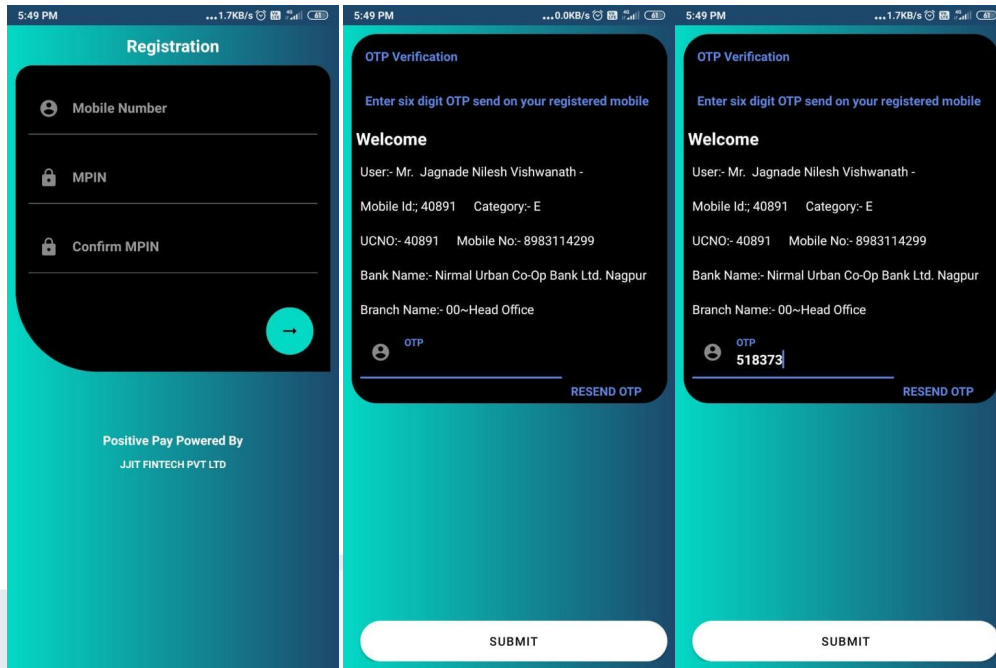 5:49 PM ...1.7KB/s 61
Registration
Mobile Number
MPIN
Confirm MPIN
Positive Pay Powered By
JJIT FINTECH PVT LTD
5:49 PM ...0.0KB/s 61
OTP Verification
Enter six digit OTP send on your registered mobile
Welcome
User:- Mr. Jagnade Nilesh Vishwanath -
Mobile Id:; 40891 Category:- E
UCNO:- 40891 Mobile No:- 8983114299
Bank Name:- Nirmal Urban Co-Op Bank Ltd. Nagpur
Branch Name:- 00~Head Office
OTP
RESEND OTP
SUBMIT
5:49 PM ...1.7KB/s 61
OTP Verification
Enter six digit OTP send on your registered mobile
Welcome
User:- Mr. Jagnade Nilesh Vishwanath -
Mobile Id:; 40891 Category:- E
UCNO:- 40891 Mobile No:- 8983114299
Bank Name:- Nirmal Urban Co-Op Bank Ltd. Nagpur
Branch Name:- 00~Head Office
OTP
518373
RESEND OTP
SUBMIT